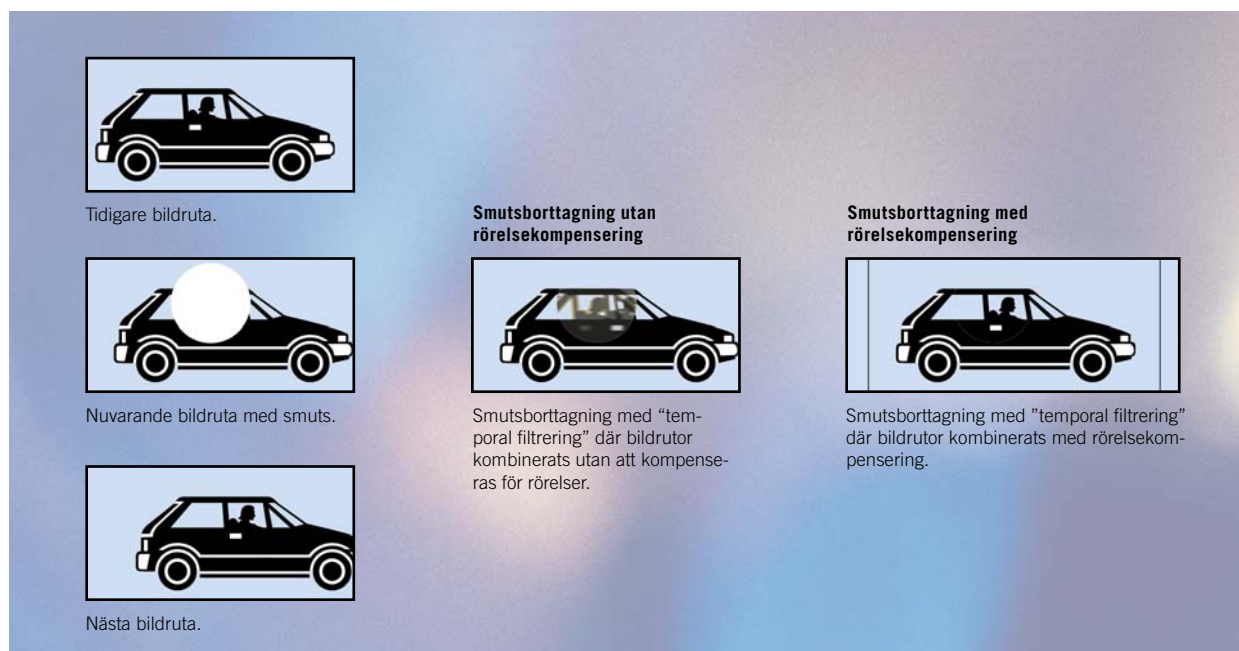 Tidigare bildruta.
Nuvarande bildruta med smuts.
Nästa bildruta.
Smutsborttagning utan
rörelsekompensering
Smutsborttagning med “tem-
poral filtrering” där bildrutor
kombinerats utan att kompense-
ras för rörelser.
Smutsborttagning med
rörelsekompensering
Smutsborttagning med ”temporal filtrering”
där bildrutor kombinerats med rörelsekom-
pensering.